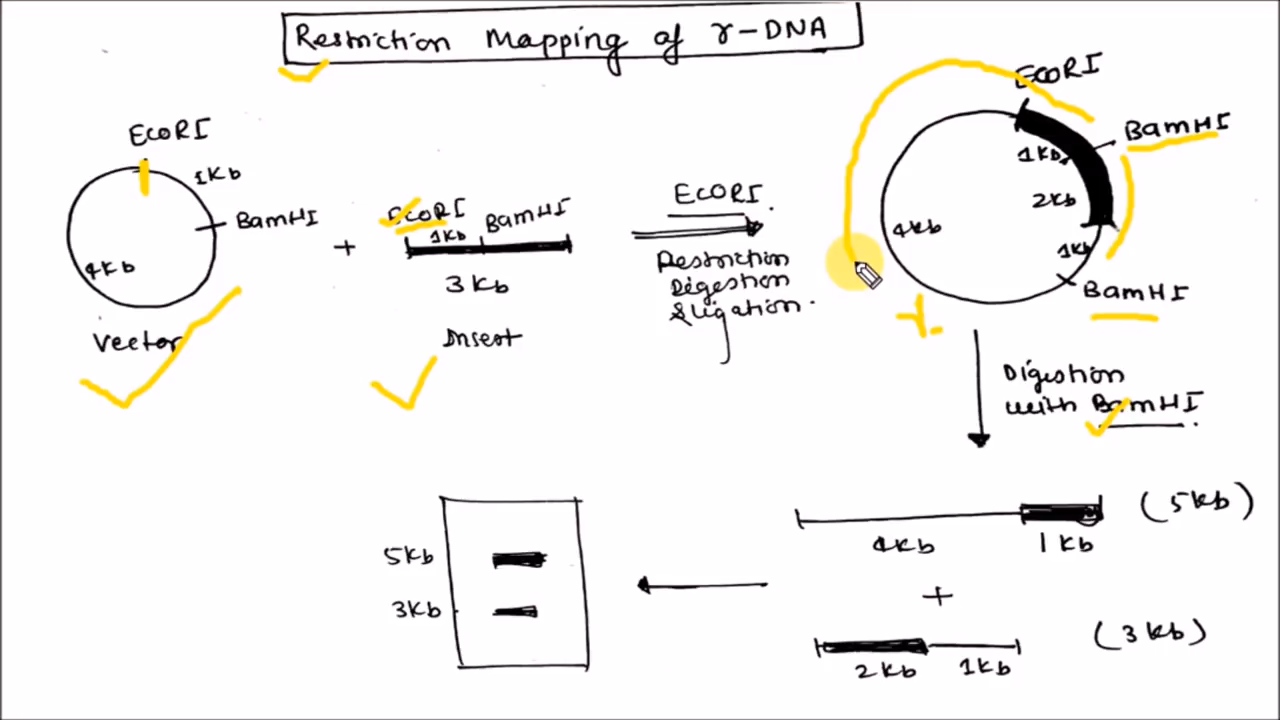 Restriction Mapping of r-DNA
EcoRI
1Kb
BamHI
4Kb
Vector
+
EcoRI
BamHI
1Kb
3Kb
Insert
EcoRI.
Restriction
Digestion
& ligation.
EcoRI
BamHI
1Kb
2Kb
4Kb
1Kb
BamHI
Digestion
with BamHI.
4Kb
1Kb
(5Kb)
+
2Kb
1Kb
(3Kb)
5Kb
3Kb